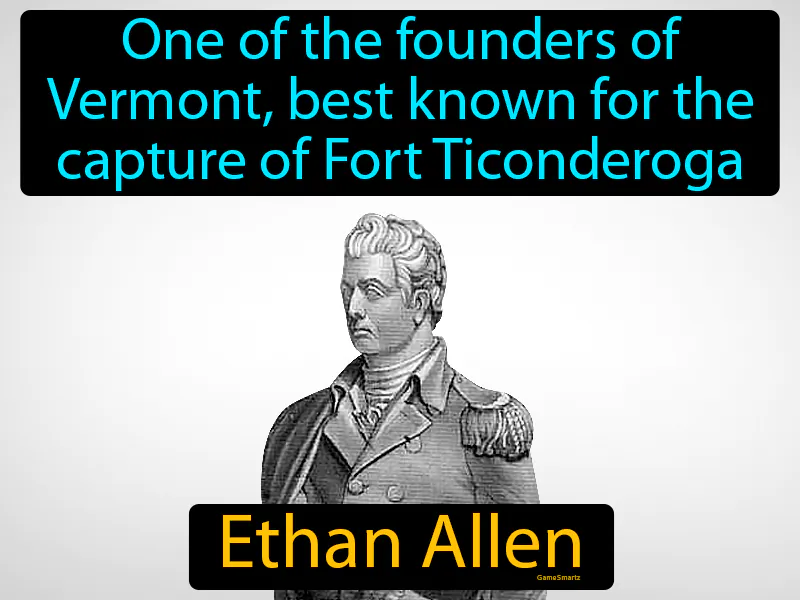 One of the founders of
Vermont, best known for the
capture of Fort Ticonderoga
Ethan Allen
GameSmartz